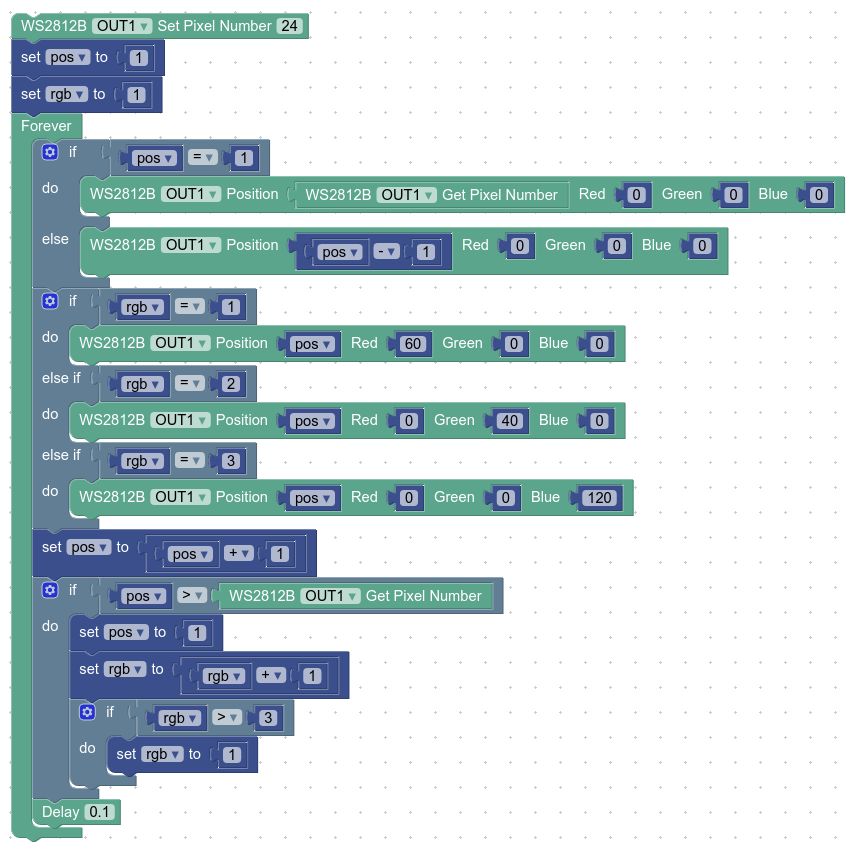 WS2812B OUT1 ▾ Set Pixel Number 24
set pos ▾ to 1
set rgb ▾ to 1
Forever
if pos ▾ = ▾ 1
do WS2812B OUT1 ▾ Position WS2812B OUT1 ▾ Get Pixel Number Red 0 Green 0 Blue 0
else WS2812B OUT1 ▾ Position pos ▾ - ▾ 1 Red 0 Green 0 Blue 0
if rgb ▾ = ▾ 1
do WS2812B OUT1 ▾ Position pos ▾ Red 60 Green 0 Blue 0
else if rgb ▾ = ▾ 2
do WS2812B OUT1 ▾ Position pos ▾ Red 0 Green 40 Blue 0
else if rgb ▾ = ▾ 3
do WS2812B OUT1 ▾ Position pos ▾ Red 0 Green 0 Blue 120
set pos ▾ to pos ▾ + ▾ 1
if pos ▾ > ▾ WS2812B OUT1 ▾ Get Pixel Number
do set pos ▾ to 1
set rgb ▾ to rgb ▾ + ▾ 1
if rgb ▾ > ▾ 3
do set rgb ▾ to 1
Delay 0.1